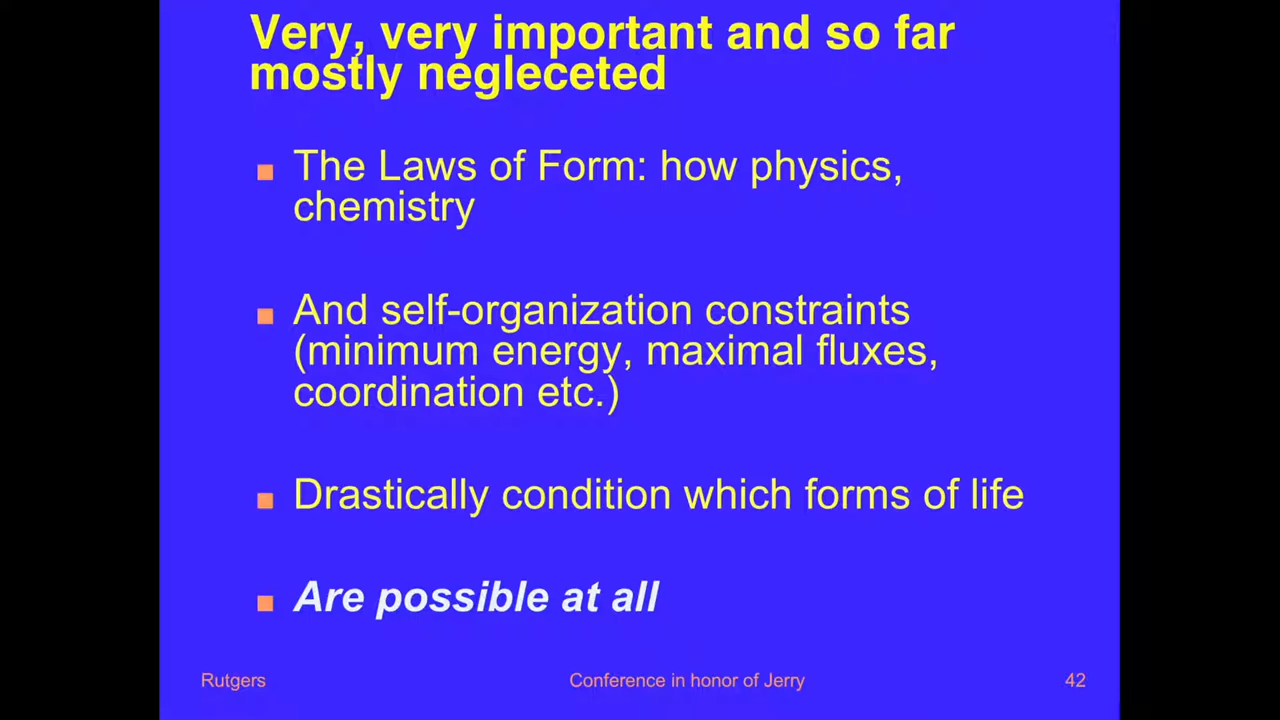 Very, very important and so far
mostly negleceted
The Laws of Form: how physics,
chemistry
And self-organization constraints
(minimum energy, maximal fluxes,
coordination etc.)
Drastically condition which forms of life
Are possible at all
Rutgers
Conference in honor of Jerry
42